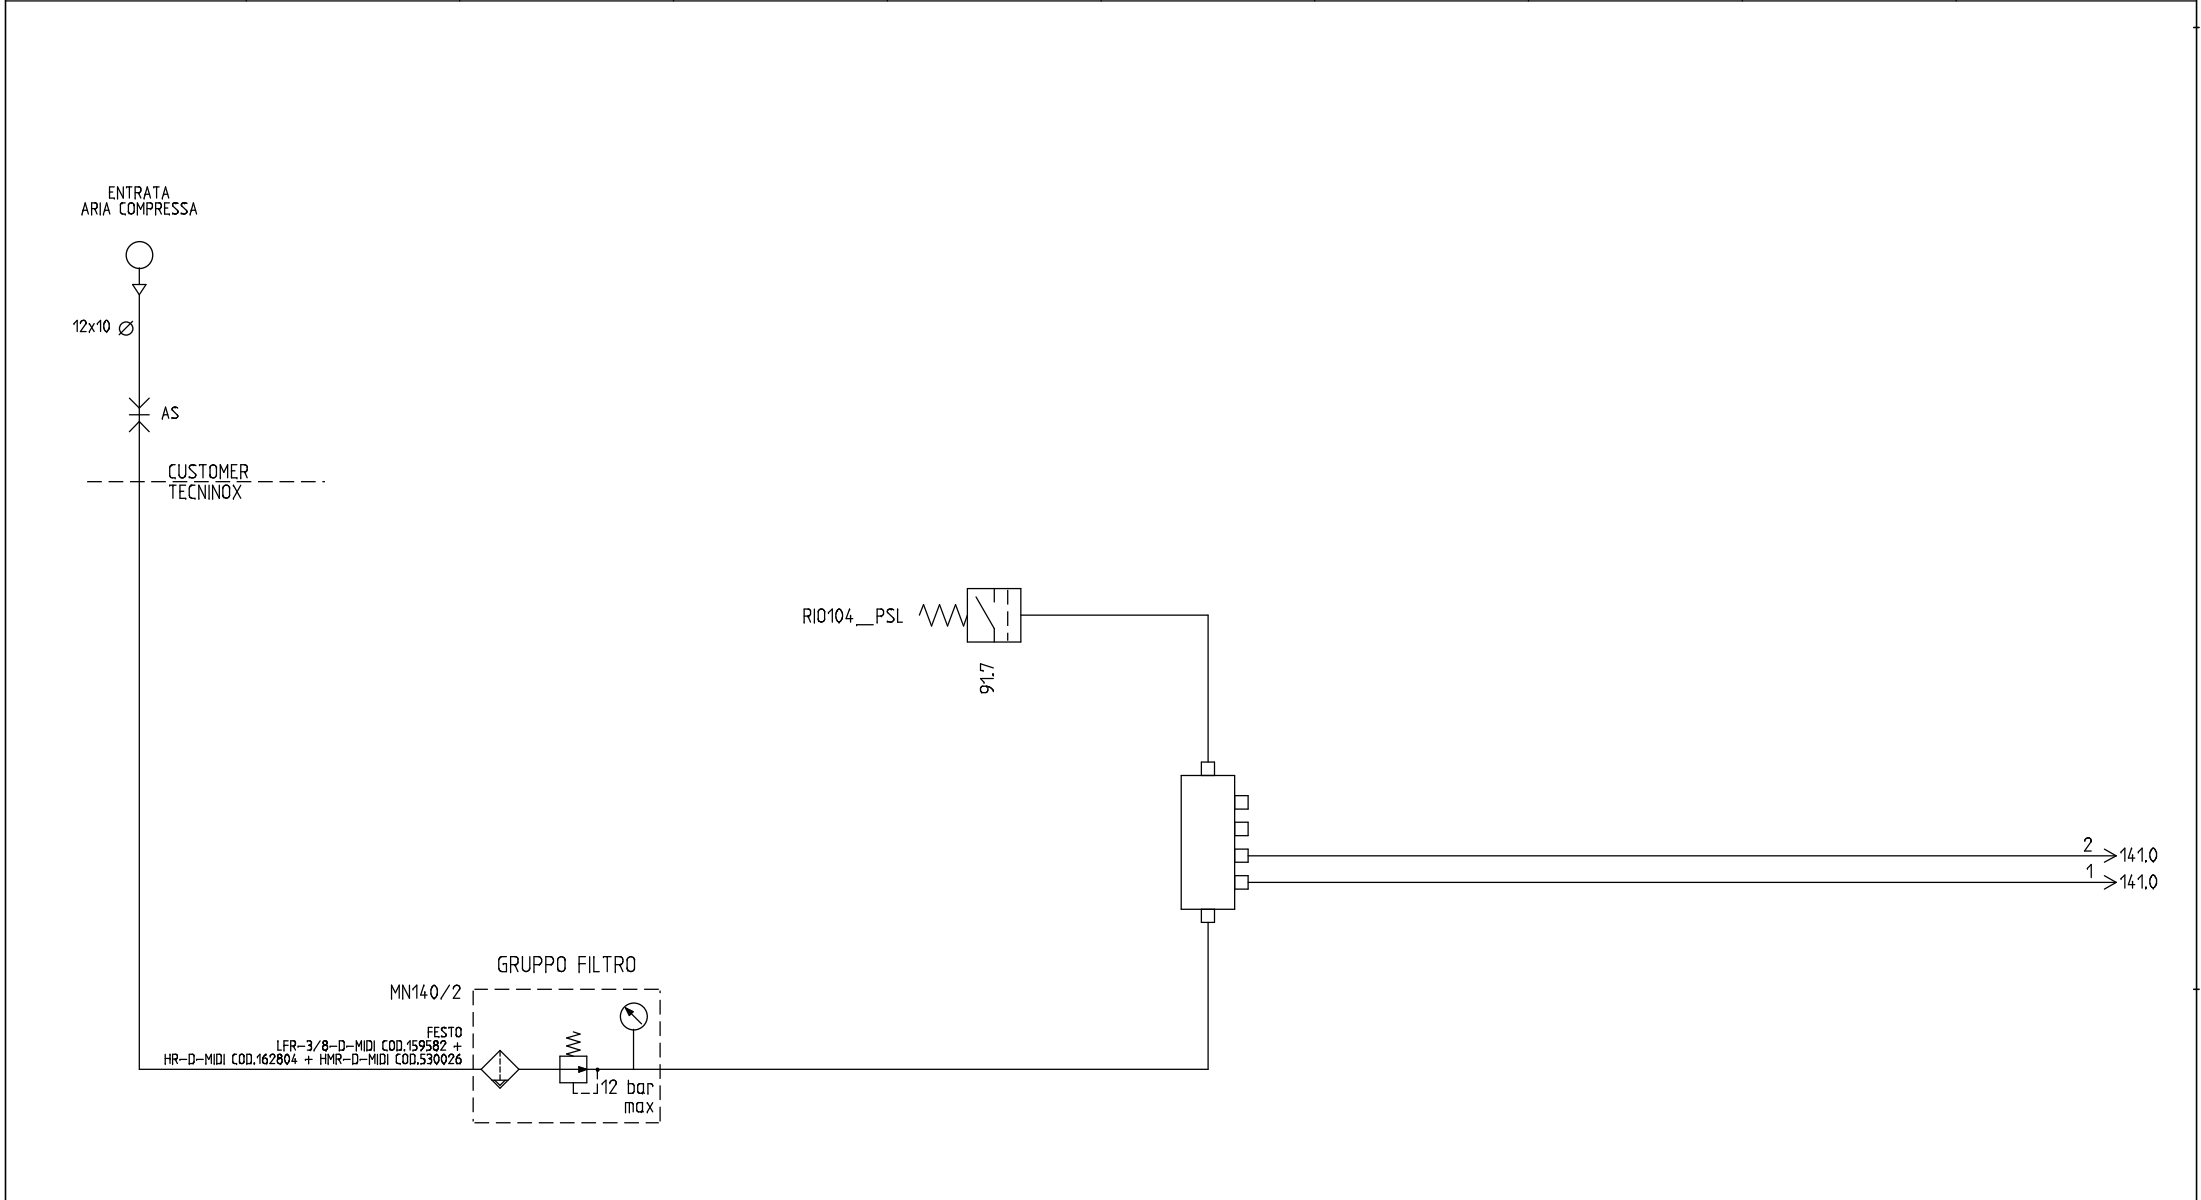 ENTRATA
ARIA COMPRESSA
12x10 Ø
AS
CUSTOMER
TECNINOX
RIO104__PSL
91.7
2
141.0
1
141.0
GRUPPO FILTRO
MN140/2
FESTO
LFR-3/8-D-MIDI COD.159582 +
HR-D-MIDI COD.162804 + HMR-D-MIDI COD.530026
12 bar
max